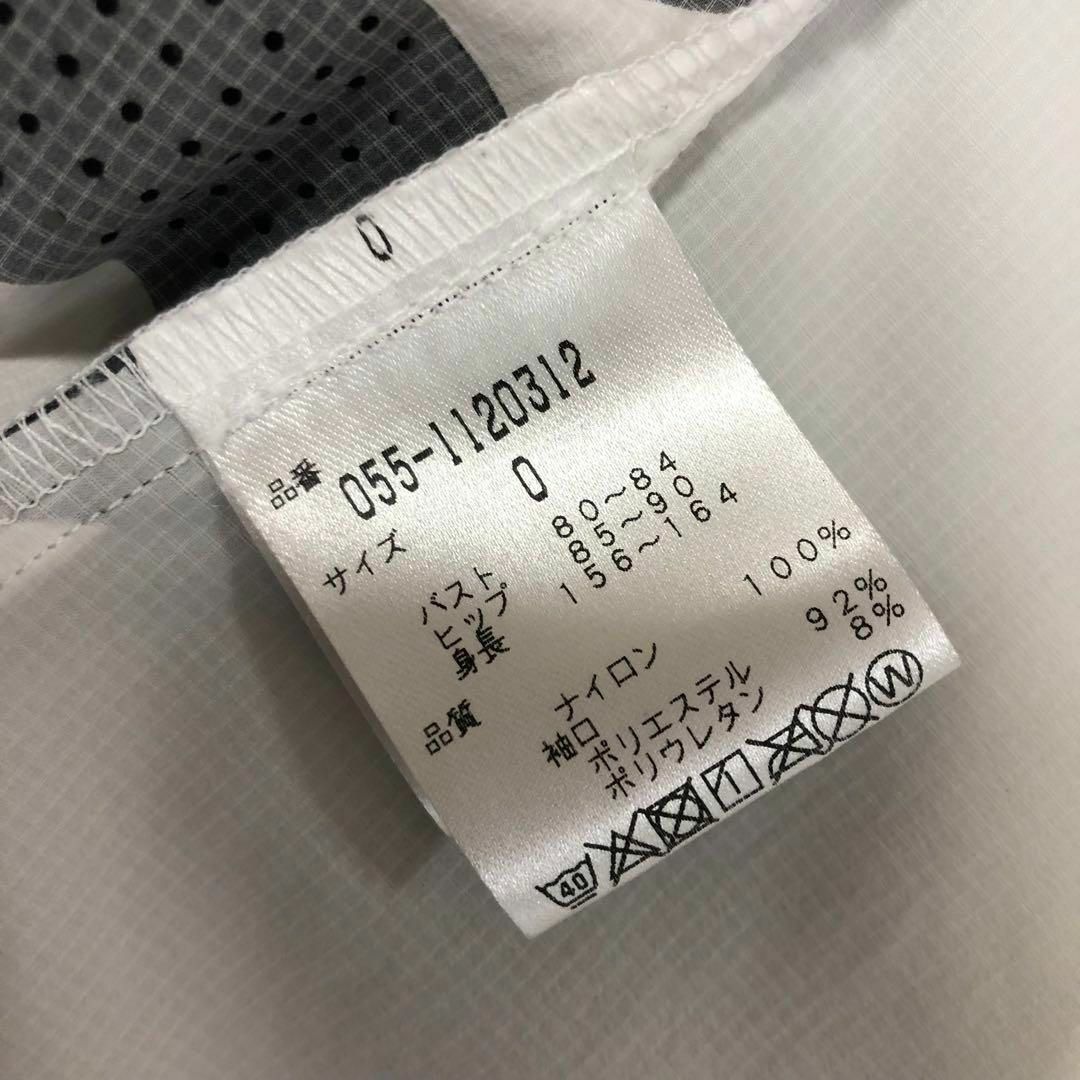 0
品番 055-1120312
サイズ 0
バスト 80～84
ヒップ 85～90
身長 156～164
品質 ナイロン 100%
袖口
ポリエステル 92%
ポリウレタン 8%
40 1 W